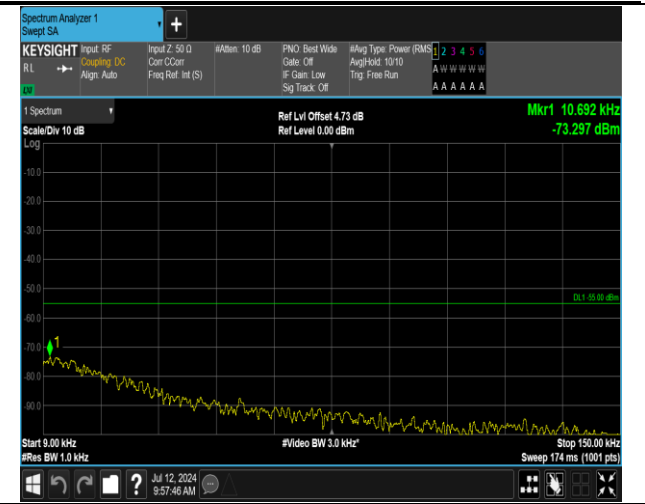 Spectrum Analyzer 1
Swept SA
+
KEYSIGHT Input: RF Input Z: 50 Ω #Atten: 10 dB PNO: Best Wide #Avg Type: Power (RMS 1 2 3 4 5 6
RL Coupling: DC Corr CCorr Gate: Off Avg|Hold: 10/10 A W W W W W
Align: Auto Freq Ref: Int (S) IF Gain: Low Trig: Free Run
Sig Track: Off A A A A A A
1 Spectrum Ref Lvl Offset 4.73 dB Mkr1 10.692 kHz
Scale/Div 10 dB Ref Level 0.00 dBm -73.297 dBm
Log
-10.0
-20.0
-30.0
-40.0
-50.0
DL1 -55.00 dBm
-60.0
-70.0 1
-80.0
-90.0
Start 9.00 kHz #Video BW 3.0 kHz* Stop 150.00 kHz
#Res BW 1.0 kHz Sweep 174 ms (1001 pts)
? Jul 12, 2024
9:57:46 AM